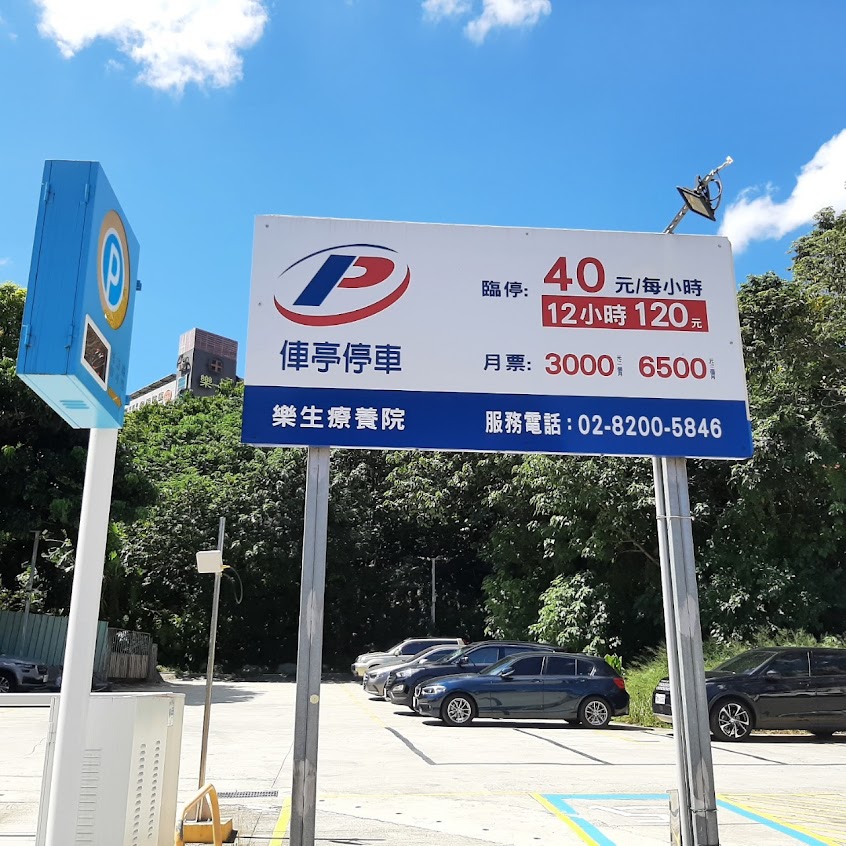 P
P
俥亭停車
臨停: 40 元/每小時
12小時 120元
月票: 3000 6500
樂生療養院
服務電話：02-8200-5846
樂